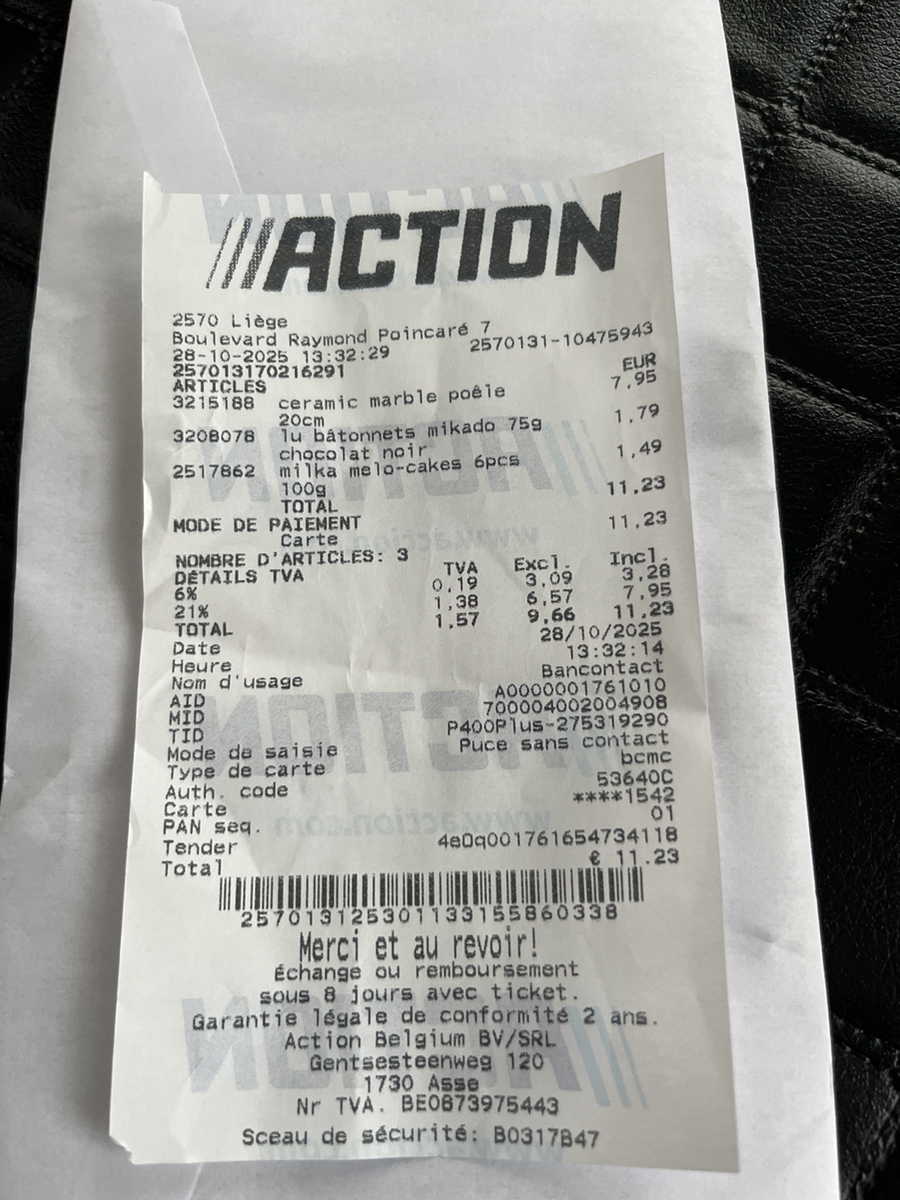 ACTION
2570 Liège
Boulevard Raymond Poincaré 7
28-10-2025 13:32:29 2570131-10475943
257013170216291
ARTICLES EUR
3215188 ceramic marble poêle 7,95
20cm
3208078 lu bâtonnets mikado 75g 1,79
chocolat noir
2517862 milka melo-cakes 6pcs 1,49
100g
TOTAL 11,23
MODE DE PAIEMENT
Carte 11,23
NOMBRE D'ARTICLES: 3
DÉTAILS TVA TVA Excl. Incl.
6% 0,19 3,09 3,28
21% 1,38 6,57 7,95
TOTAL 1,57 9,66 11,23
Date 28/10/2025
Heure 13:32:14
Nom d'usage Bancontact
AID A0000001761010
MID 700004002004908
TID P400Plus-275319290
Mode de saisie Puce sans contact
Type de carte bcmc
Auth. code 53640C
Carte ****1542
PAN seq. 01
Tender 4e0q001761654734118
Total € 11.23
257013125301133155860338
Merci et au revoir!
Échange ou remboursement
sous 8 jours avec ticket.
Garantie légale de conformité 2 ans.
Action Belgium BV/SRL
Gentsesteenweg 120
1730 Asse
Nr TVA. BE0873975443
Sceau de sécurité: B0317B47